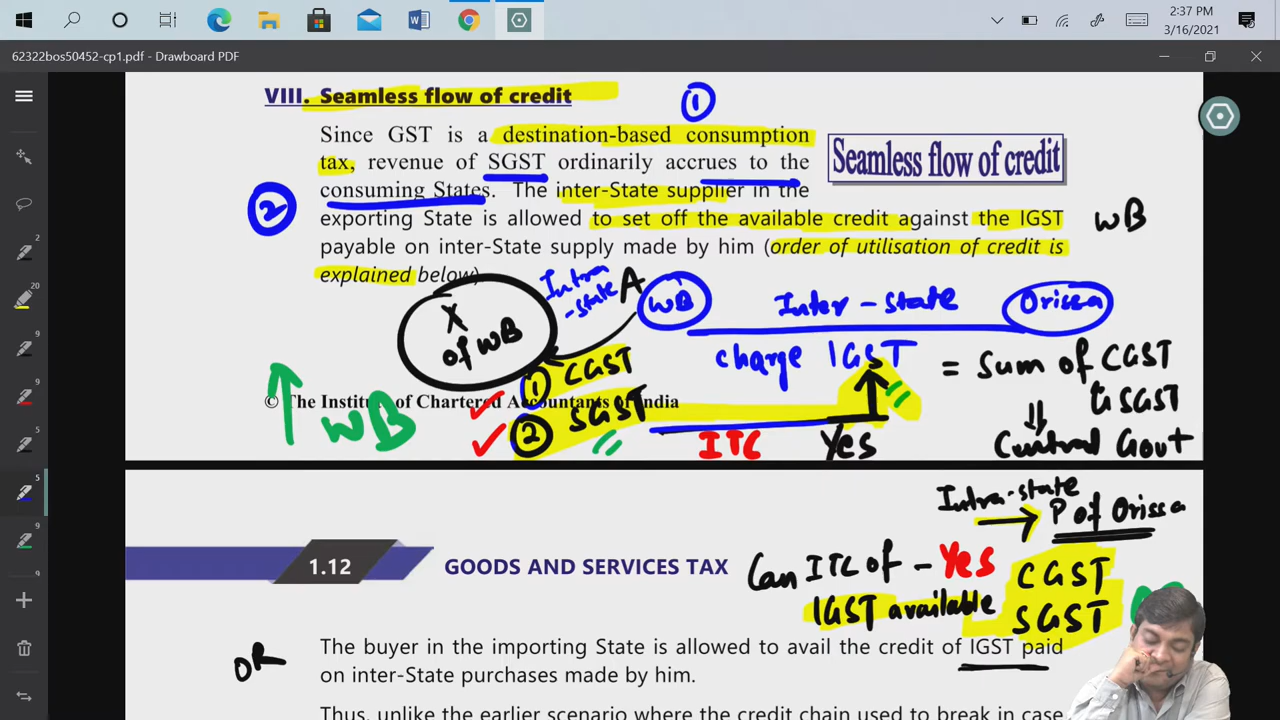 2:37 PM
3/16/2021
62322bos50452-cp1.pdf - Drawboard PDF
VIII. Seamless flow of credit
1
Since GST is a destination-based consumption
tax, revenue of SGST ordinarily accrues to the
consuming States. The inter-State supplier in the
exporting State is allowed to set off the available credit against the IGST
payable on inter-State supply made by him (order of utilisation of credit is
explained below)
Seamless flow of credit
2
WB
X
of WB
Intra
-state
A
WB
Inter-state
Orissa
charge IGST
= Sum of CGST
& SGST
Central Govt
1 CGST
2 SGST
ITC
Yes
WB
© The Institute of Chartered Accountants of India
Intra-state
P of Orissa
1.12
GOODS AND SERVICES TAX
Can ITC of - Yes
IGST available
CGST
SGST
OR
The buyer in the importing State is allowed to avail the credit of IGST paid
on inter-State purchases made by him.
Thus, unlike the earlier scenario where the credit chain used to break in case
2
20
9
9
9
5
9